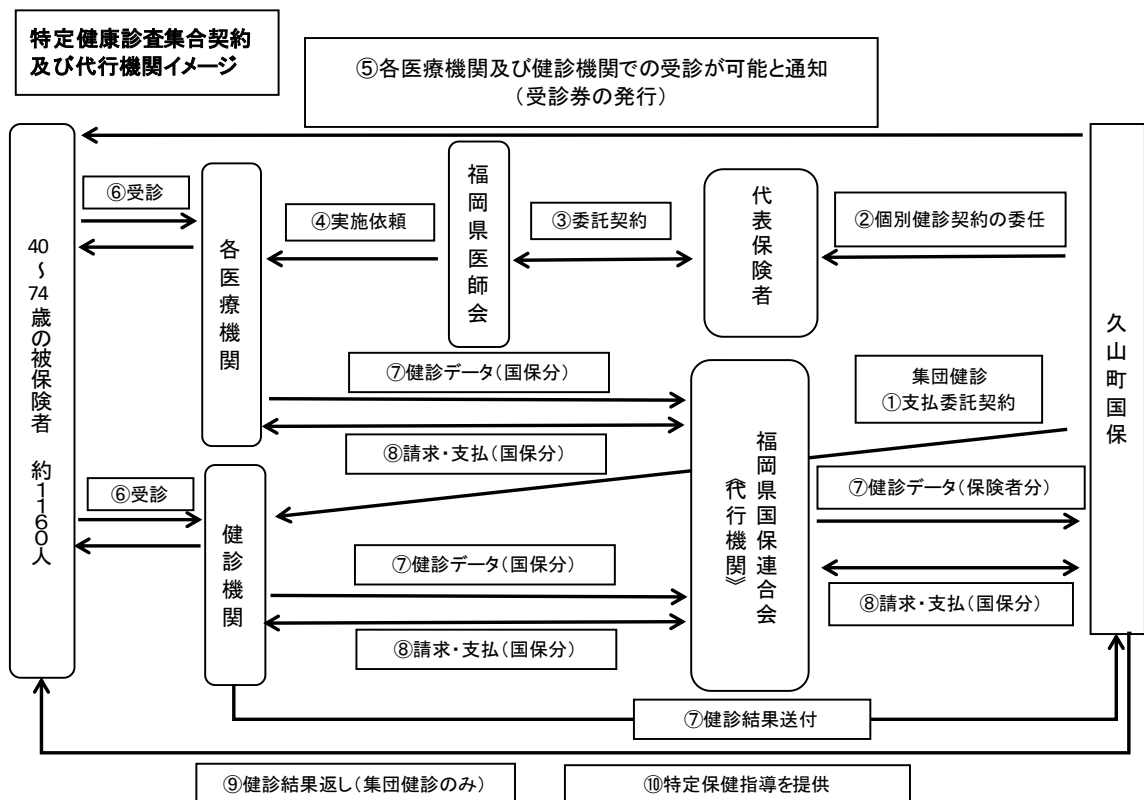 特定健康診査集合契約
及び代行機関イメージ
⑤各医療機関及び健診機関での受診が可能と通知
（受診券の発行）
40～74歳の被保険者　約1160人
⑥受診
各医療機関
④実施依頼
福岡県医師会
③委託契約
代表保険者
②個別健診契約の委任
久山町国保
⑦健診データ（国保分）
⑧請求・支払（国保分）
集団健診
①支払委託契約
⑥受診
健診機関
⑦健診データ（国保分）
⑧請求・支払（国保分）
福岡県国保連合会
《代行機関》
⑦健診データ（保険者分）
⑧請求・支払（国保分）
⑦健診結果送付
⑨健診結果返し（集団健診のみ）
⑩特定保健指導を提供